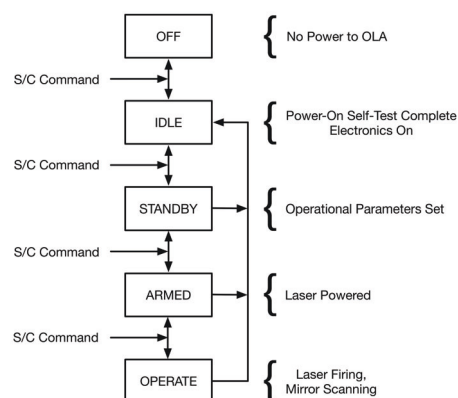 OFF
No Power to OLA
S/C Command
IDLE
Power-On Self-Test Complete
Electronics On
S/C Command
STANDBY
Operational Parameters Set
S/C Command
ARMED
Laser Powered
S/C Command
OPERATE
Laser Firing,
Mirror Scanning